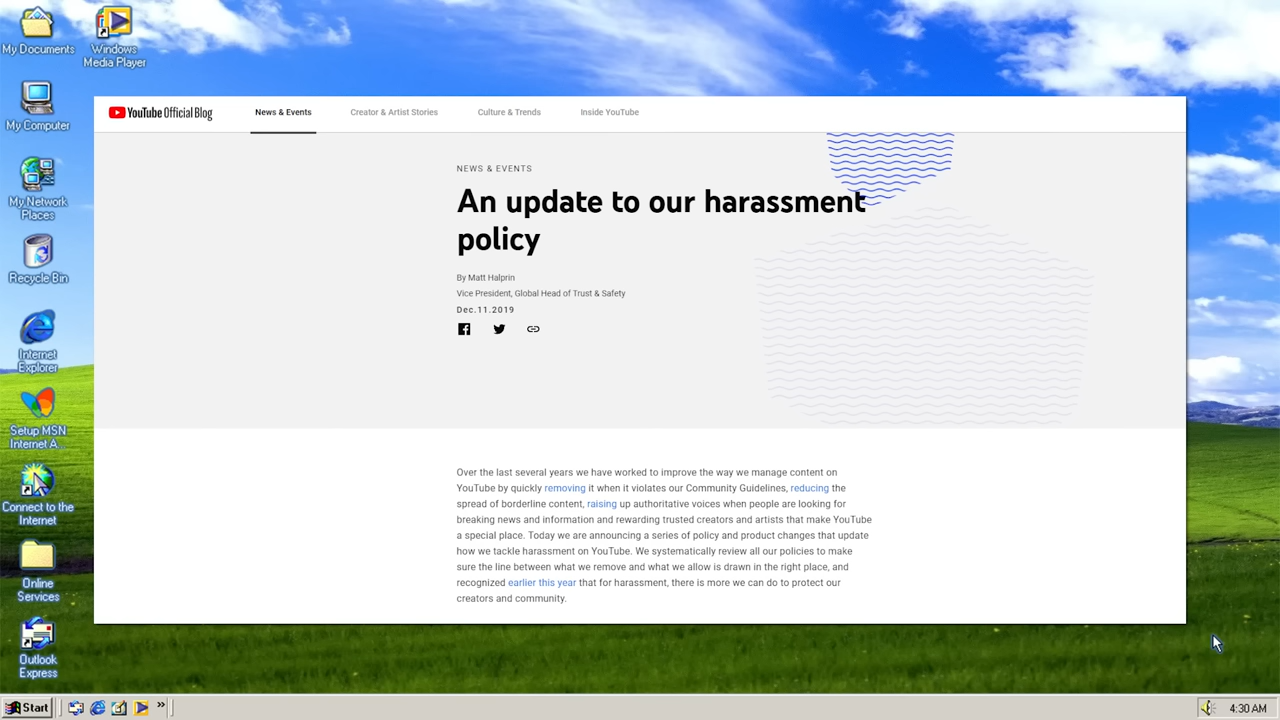 My Documents
Windows
Media Player
My Computer
My Network
Places
Recycle Bin
Internet
Explorer
Setup MSN
Internet A...
Connect to the
Internet
Online
Services
Outlook
Express
YouTube Official Blog
News & Events
Creator & Artist Stories
Culture & Trends
Inside YouTube
NEWS & EVENTS
An update to our harassment
policy
By Matt Halprin
Vice President, Global Head of Trust & Safety
Dec.11.2019
Over the last several years we have worked to improve the way we manage content on
YouTube by quickly removing it when it violates our Community Guidelines, reducing the
spread of borderline content, raising up authoritative voices when people are looking for
breaking news and information and rewarding trusted creators and artists that make YouTube
a special place. Today we are announcing a series of policy and product changes that update
how we tackle harassment on YouTube. We systematically review all our policies to make
sure the line between what we remove and what we allow is drawn in the right place, and
recognized earlier this year that for harassment, there is more we can do to protect our
creators and community.
Start
4:30 AM